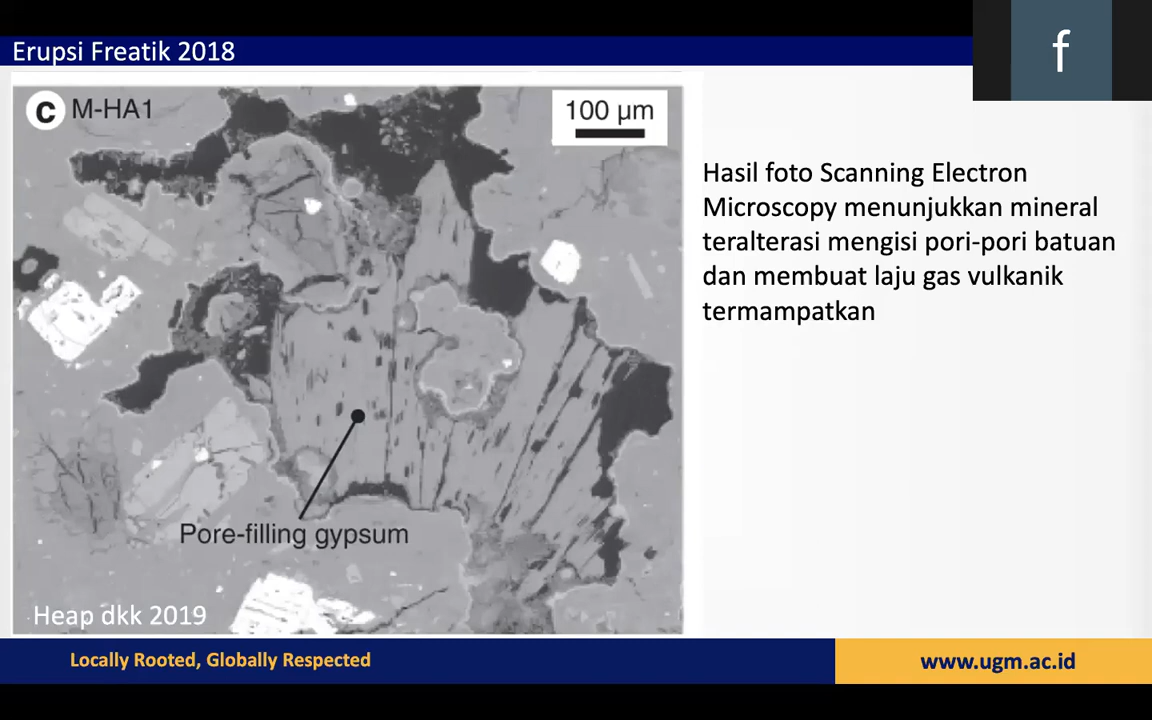 Erupsi Freatik 2018
f
c M-HA1
100 µm
Hasil foto Scanning Electron
Microscopy menunjukkan mineral
teralterasi mengisi pori-pori batuan
dan membuat laju gas vulkanik
termampatkan
Pore-filling gypsum
Heap dkk 2019
Locally Rooted, Globally Respected
www.ugm.ac.id